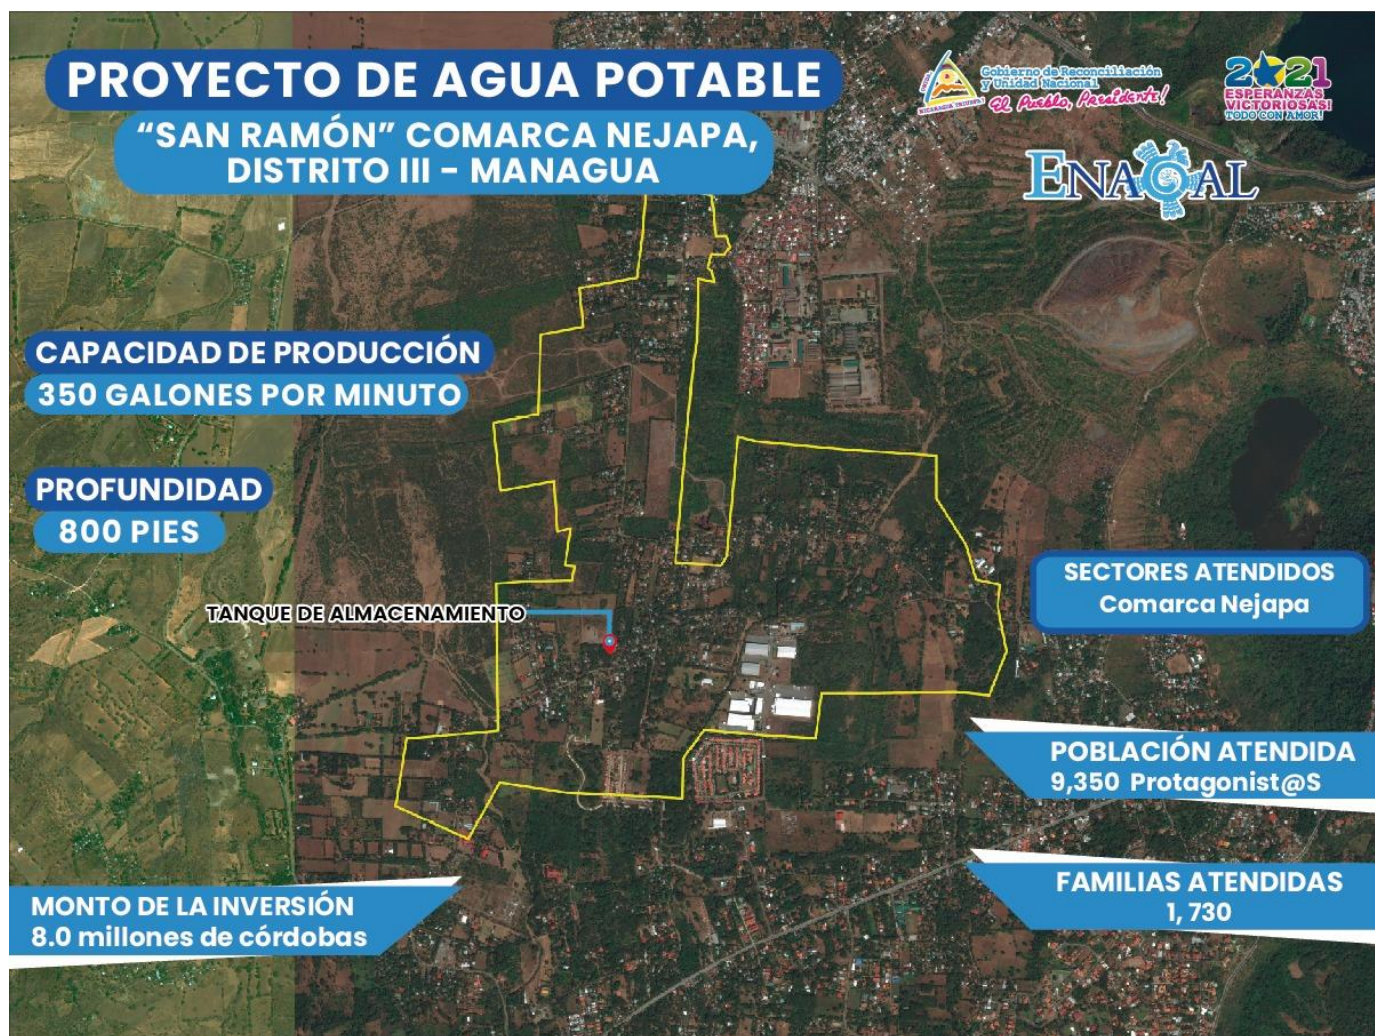 PROYECTO DE AGUA POTABLE
“SAN RAMÓN” COMARCA NEJAPA,
DISTRITO III - MANAGUA
Gobierno de Reconciliación
y Unidad Nacional
El Pueblo, Presidente!
2021
ESPERANZAS
VICTORIOSAS!
TODO CON AMOR!
ENACAL
CAPACIDAD DE PRODUCCIÓN
350 GALONES POR MINUTO
PROFUNDIDAD
800 PIES
TANQUE DE ALMACENAMIENTO
SECTORES ATENDIDOS
Comarca Nejapa
POBLACIÓN ATENDIDA
9,350 Protagonist@S
FAMILIAS ATENDIDAS
1, 730
MONTO DE LA INVERSIÓN
8.0 millones de córdobas